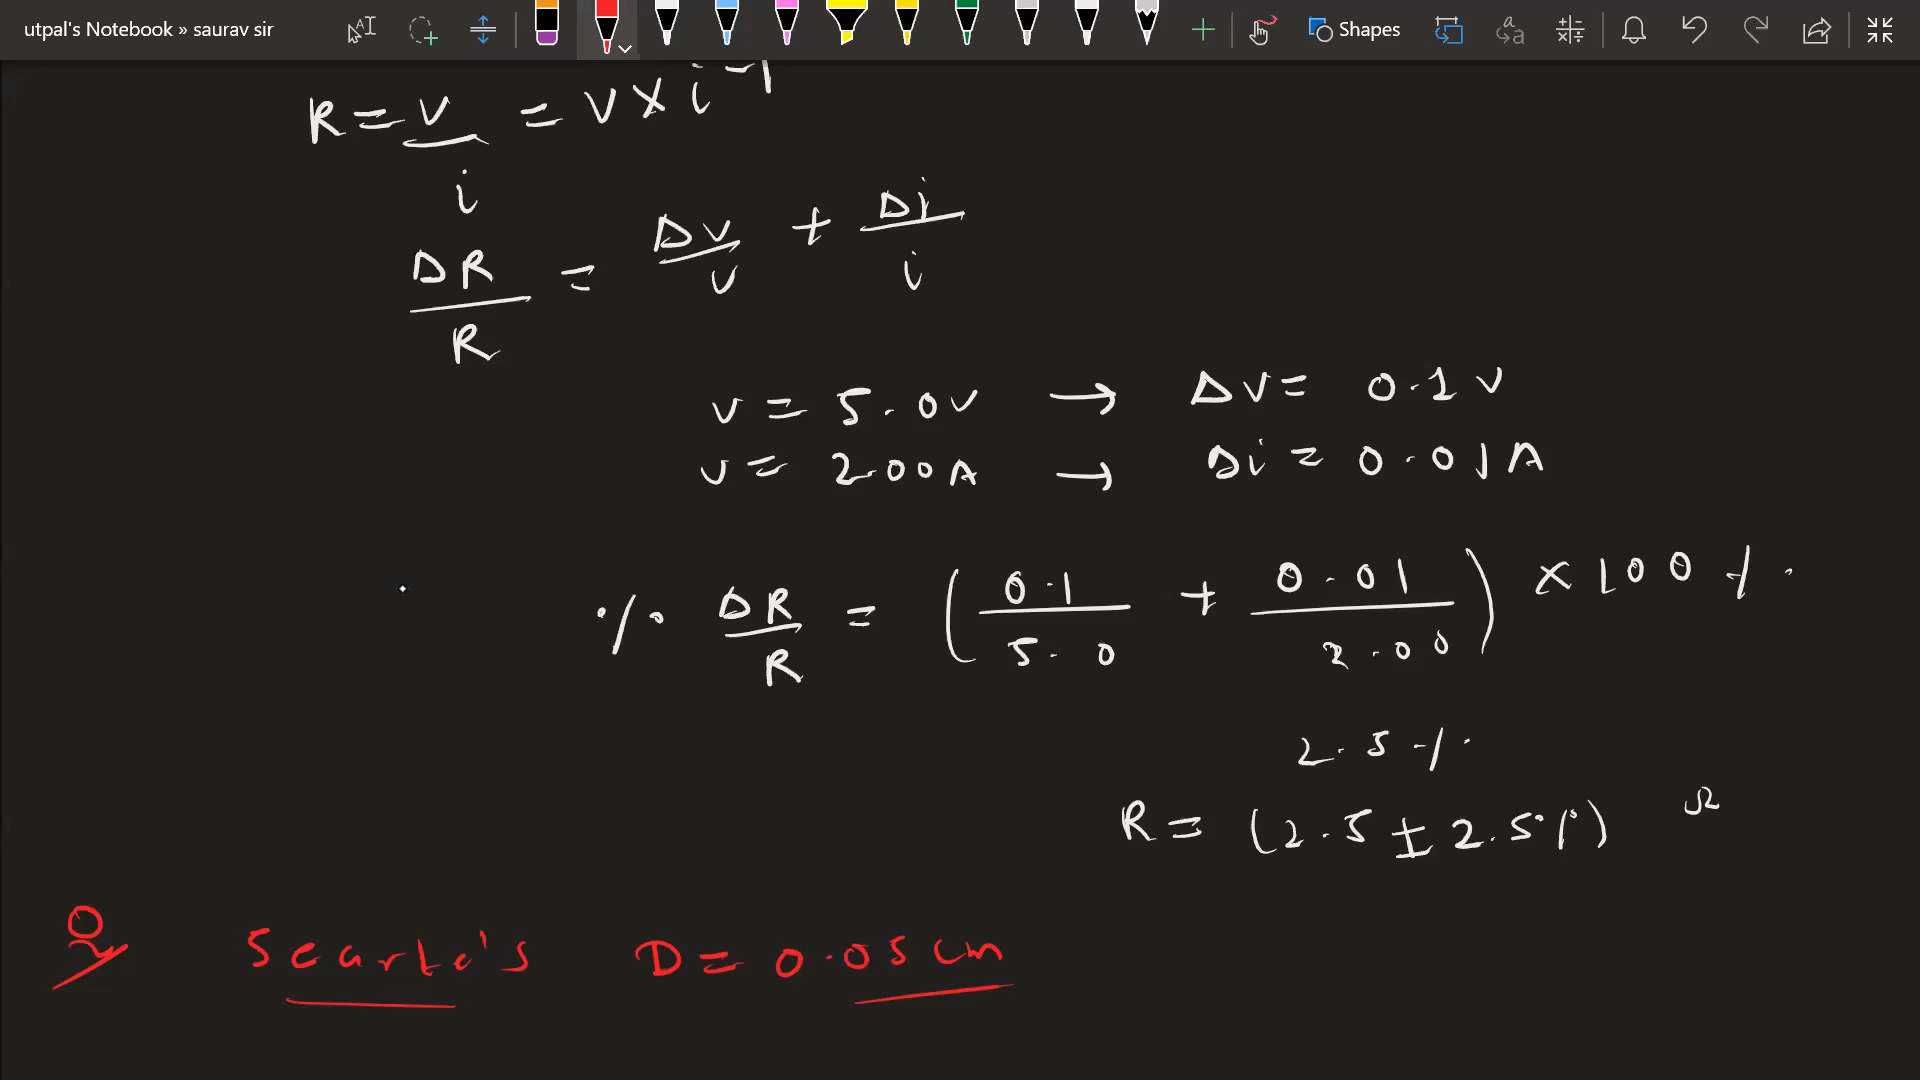 utpal's Notebook » saurav sir
Shapes
R = v/i = v × i⁻¹
ΔR/R = Δv/v + Δi/i
v = 5.0v → ΔV = 0.1 v
v = 2.00A → Δi = 0.01A
% ΔR/R = (0.1/5.0 + 0.01/2.00) × 100 %
2.5 %
R = (2.5 ± 2.5%) Ω
Q Searle's D = 0.05 cm